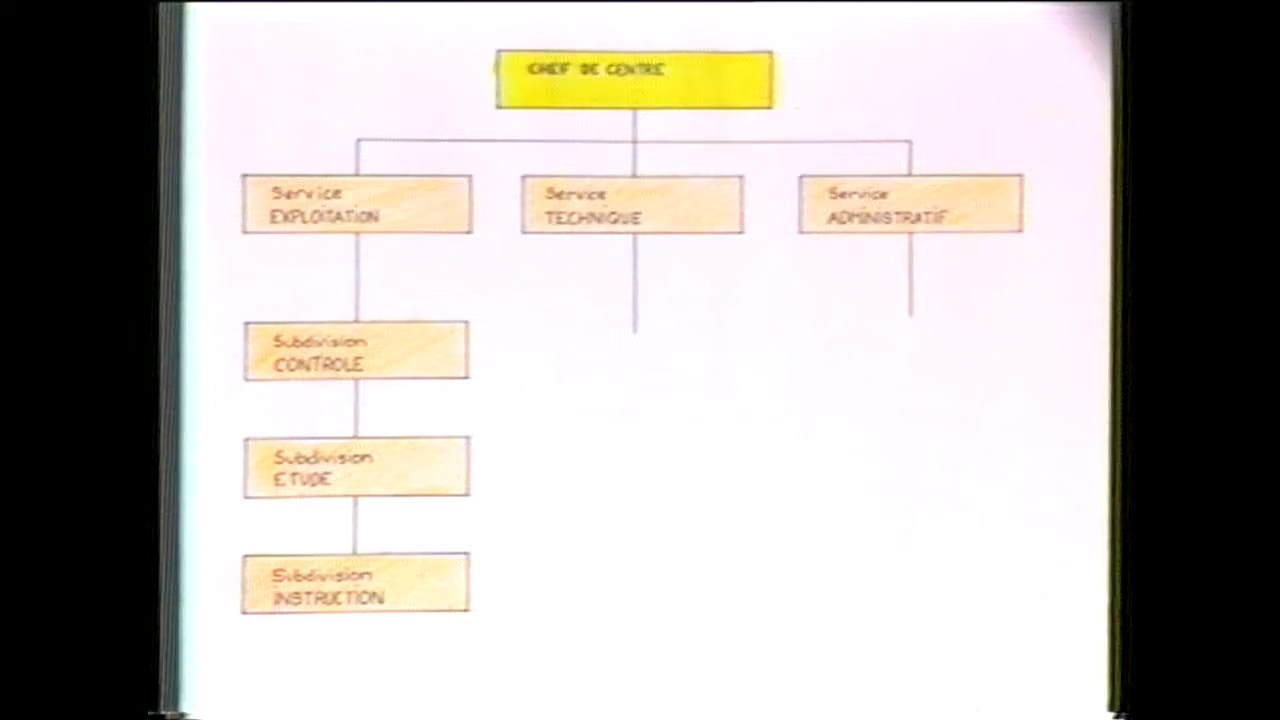 CHEF DE CENTRE
Service
EXPLOITATION
Service
TECHNIQUE
Service
ADMINISTRATIF
Subdivision
CONTROLE
Subdivision
ETUDE
Subdivision
INSTRUCTION